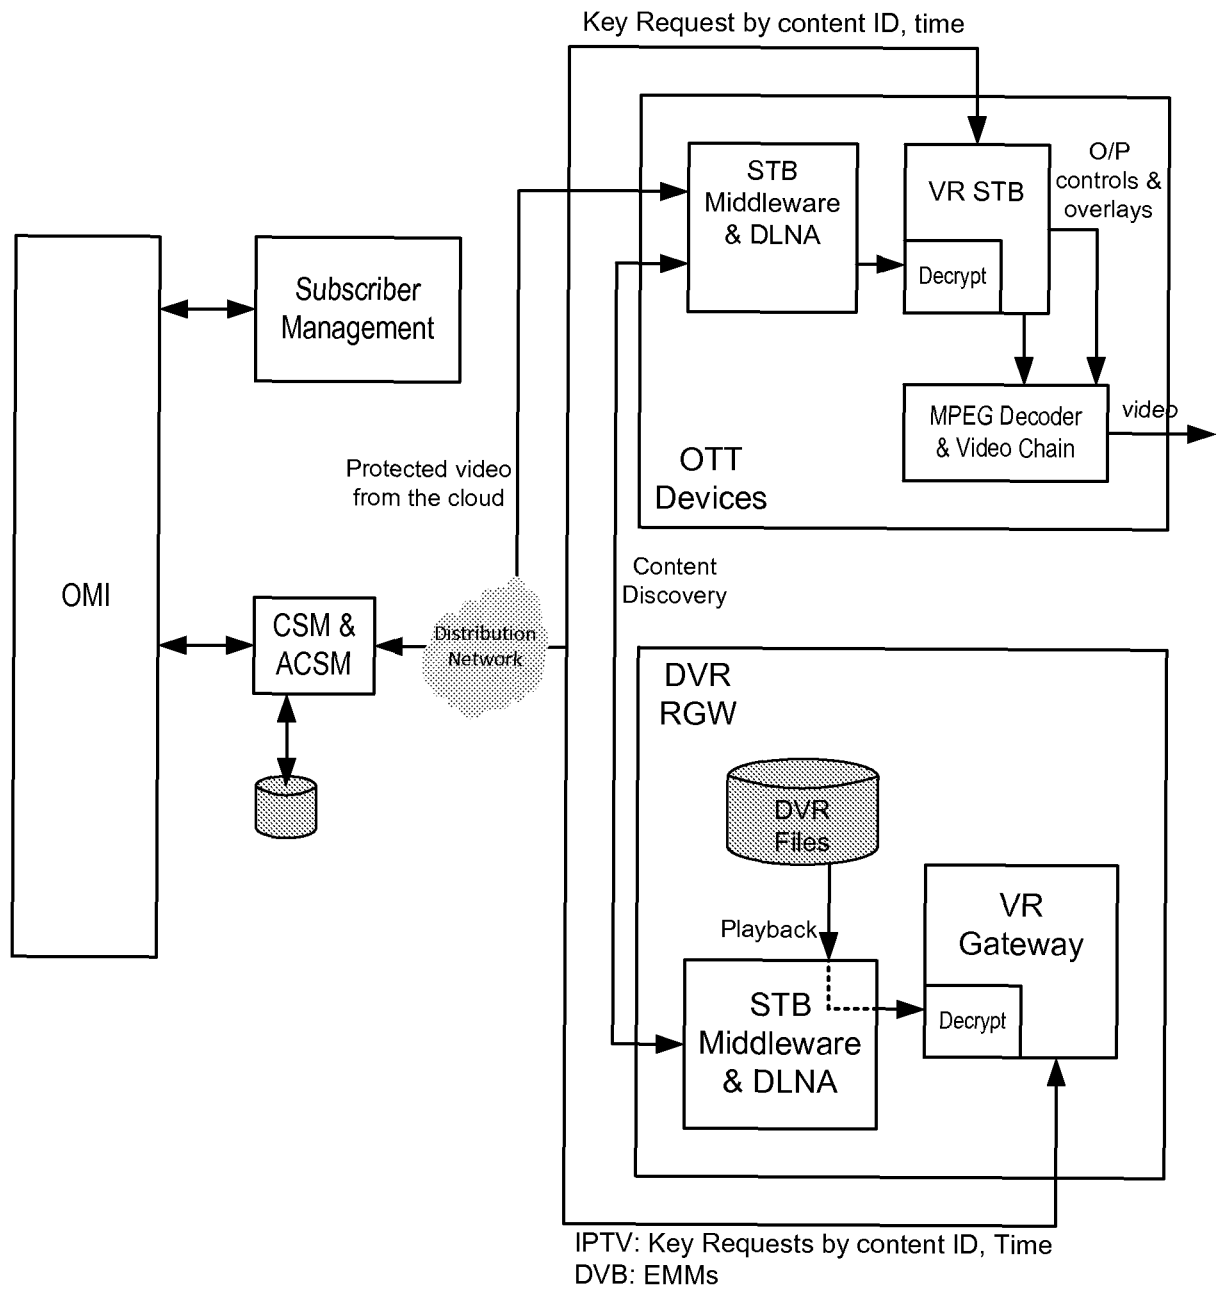 Key Request by content ID, time
STB
Middleware
& DLNA
VR STB
Decrypt
O/P
controls &
overlays
MPEG Decoder
& Video Chain
video
OTT
Devices
Subscriber
Management
Protected video
from the cloud
OMI
CSM &
ACSM
Distribution
Network
Content
Discovery
DVR
RGW
DVR
Files
Playback
VR
Gateway
Decrypt
STB
Middleware
& DLNA
IPTV: Key Requests by content ID, Time
DVB: EMMs